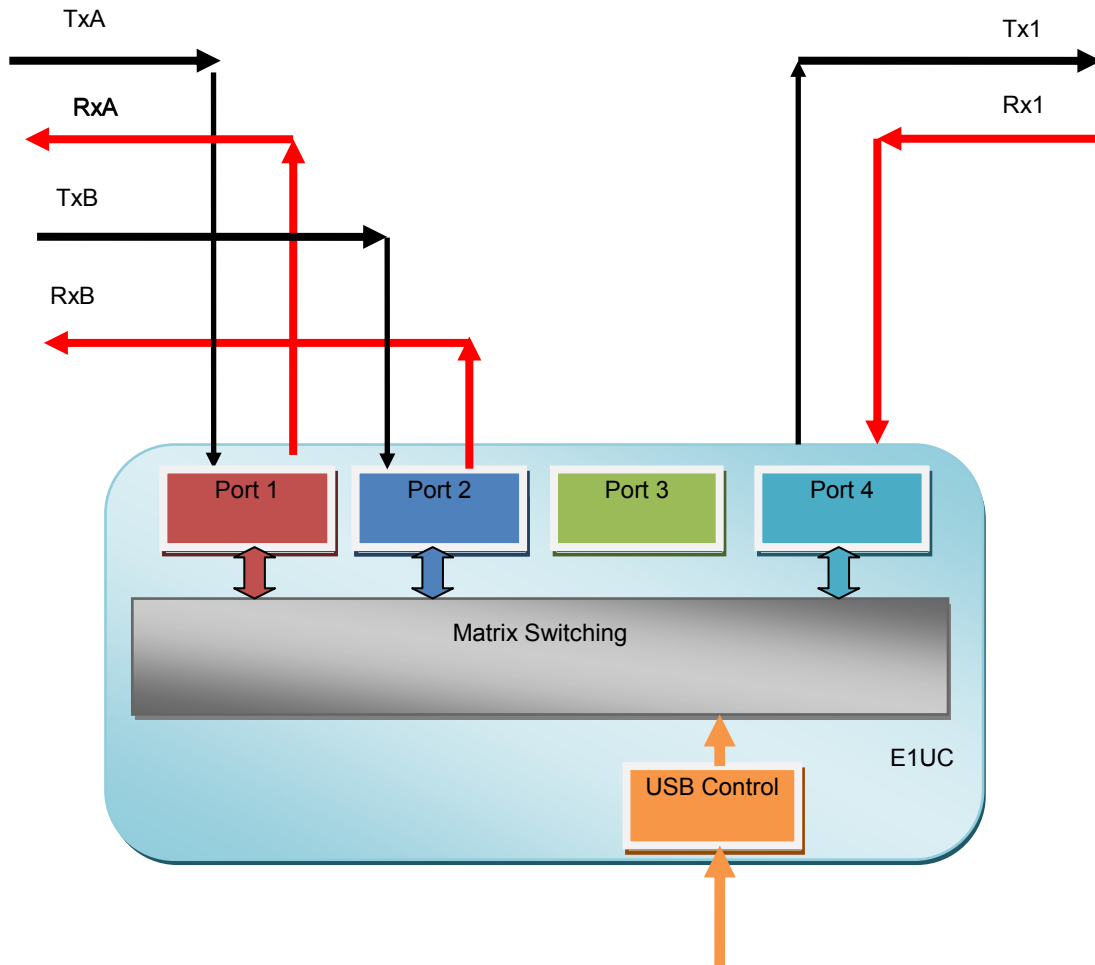 TxA
Tx1
RxA
Rx1
TxB
RxB
Port 1
Port 2
Port 3
Port 4
Matrix Switching
E1UC
USB Control